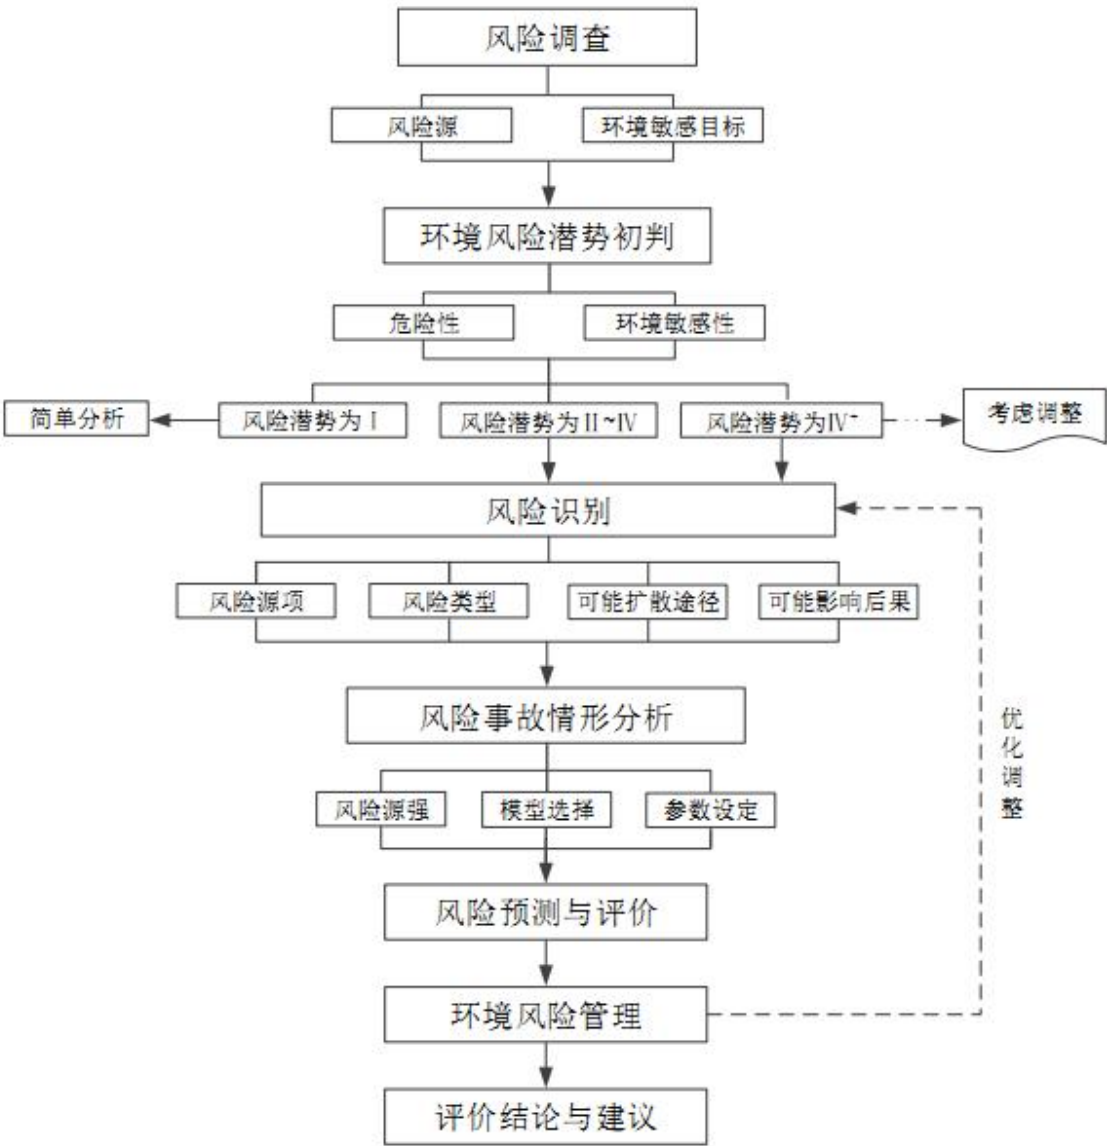 风险调查
风险源
环境敏感目标
环境风险潜势初判
危险性
环境敏感性
简单分析
风险潜势为Ⅰ
风险潜势为Ⅱ~Ⅳ
风险潜势为Ⅳ+
考虑调整
风险识别
风险源项
风险类型
可能扩散途径
可能影响后果
风险事故情形分析
优化调整
风险源强
模型选择
参数设定
风险预测与评价
环境风险管理
评价结论与建议